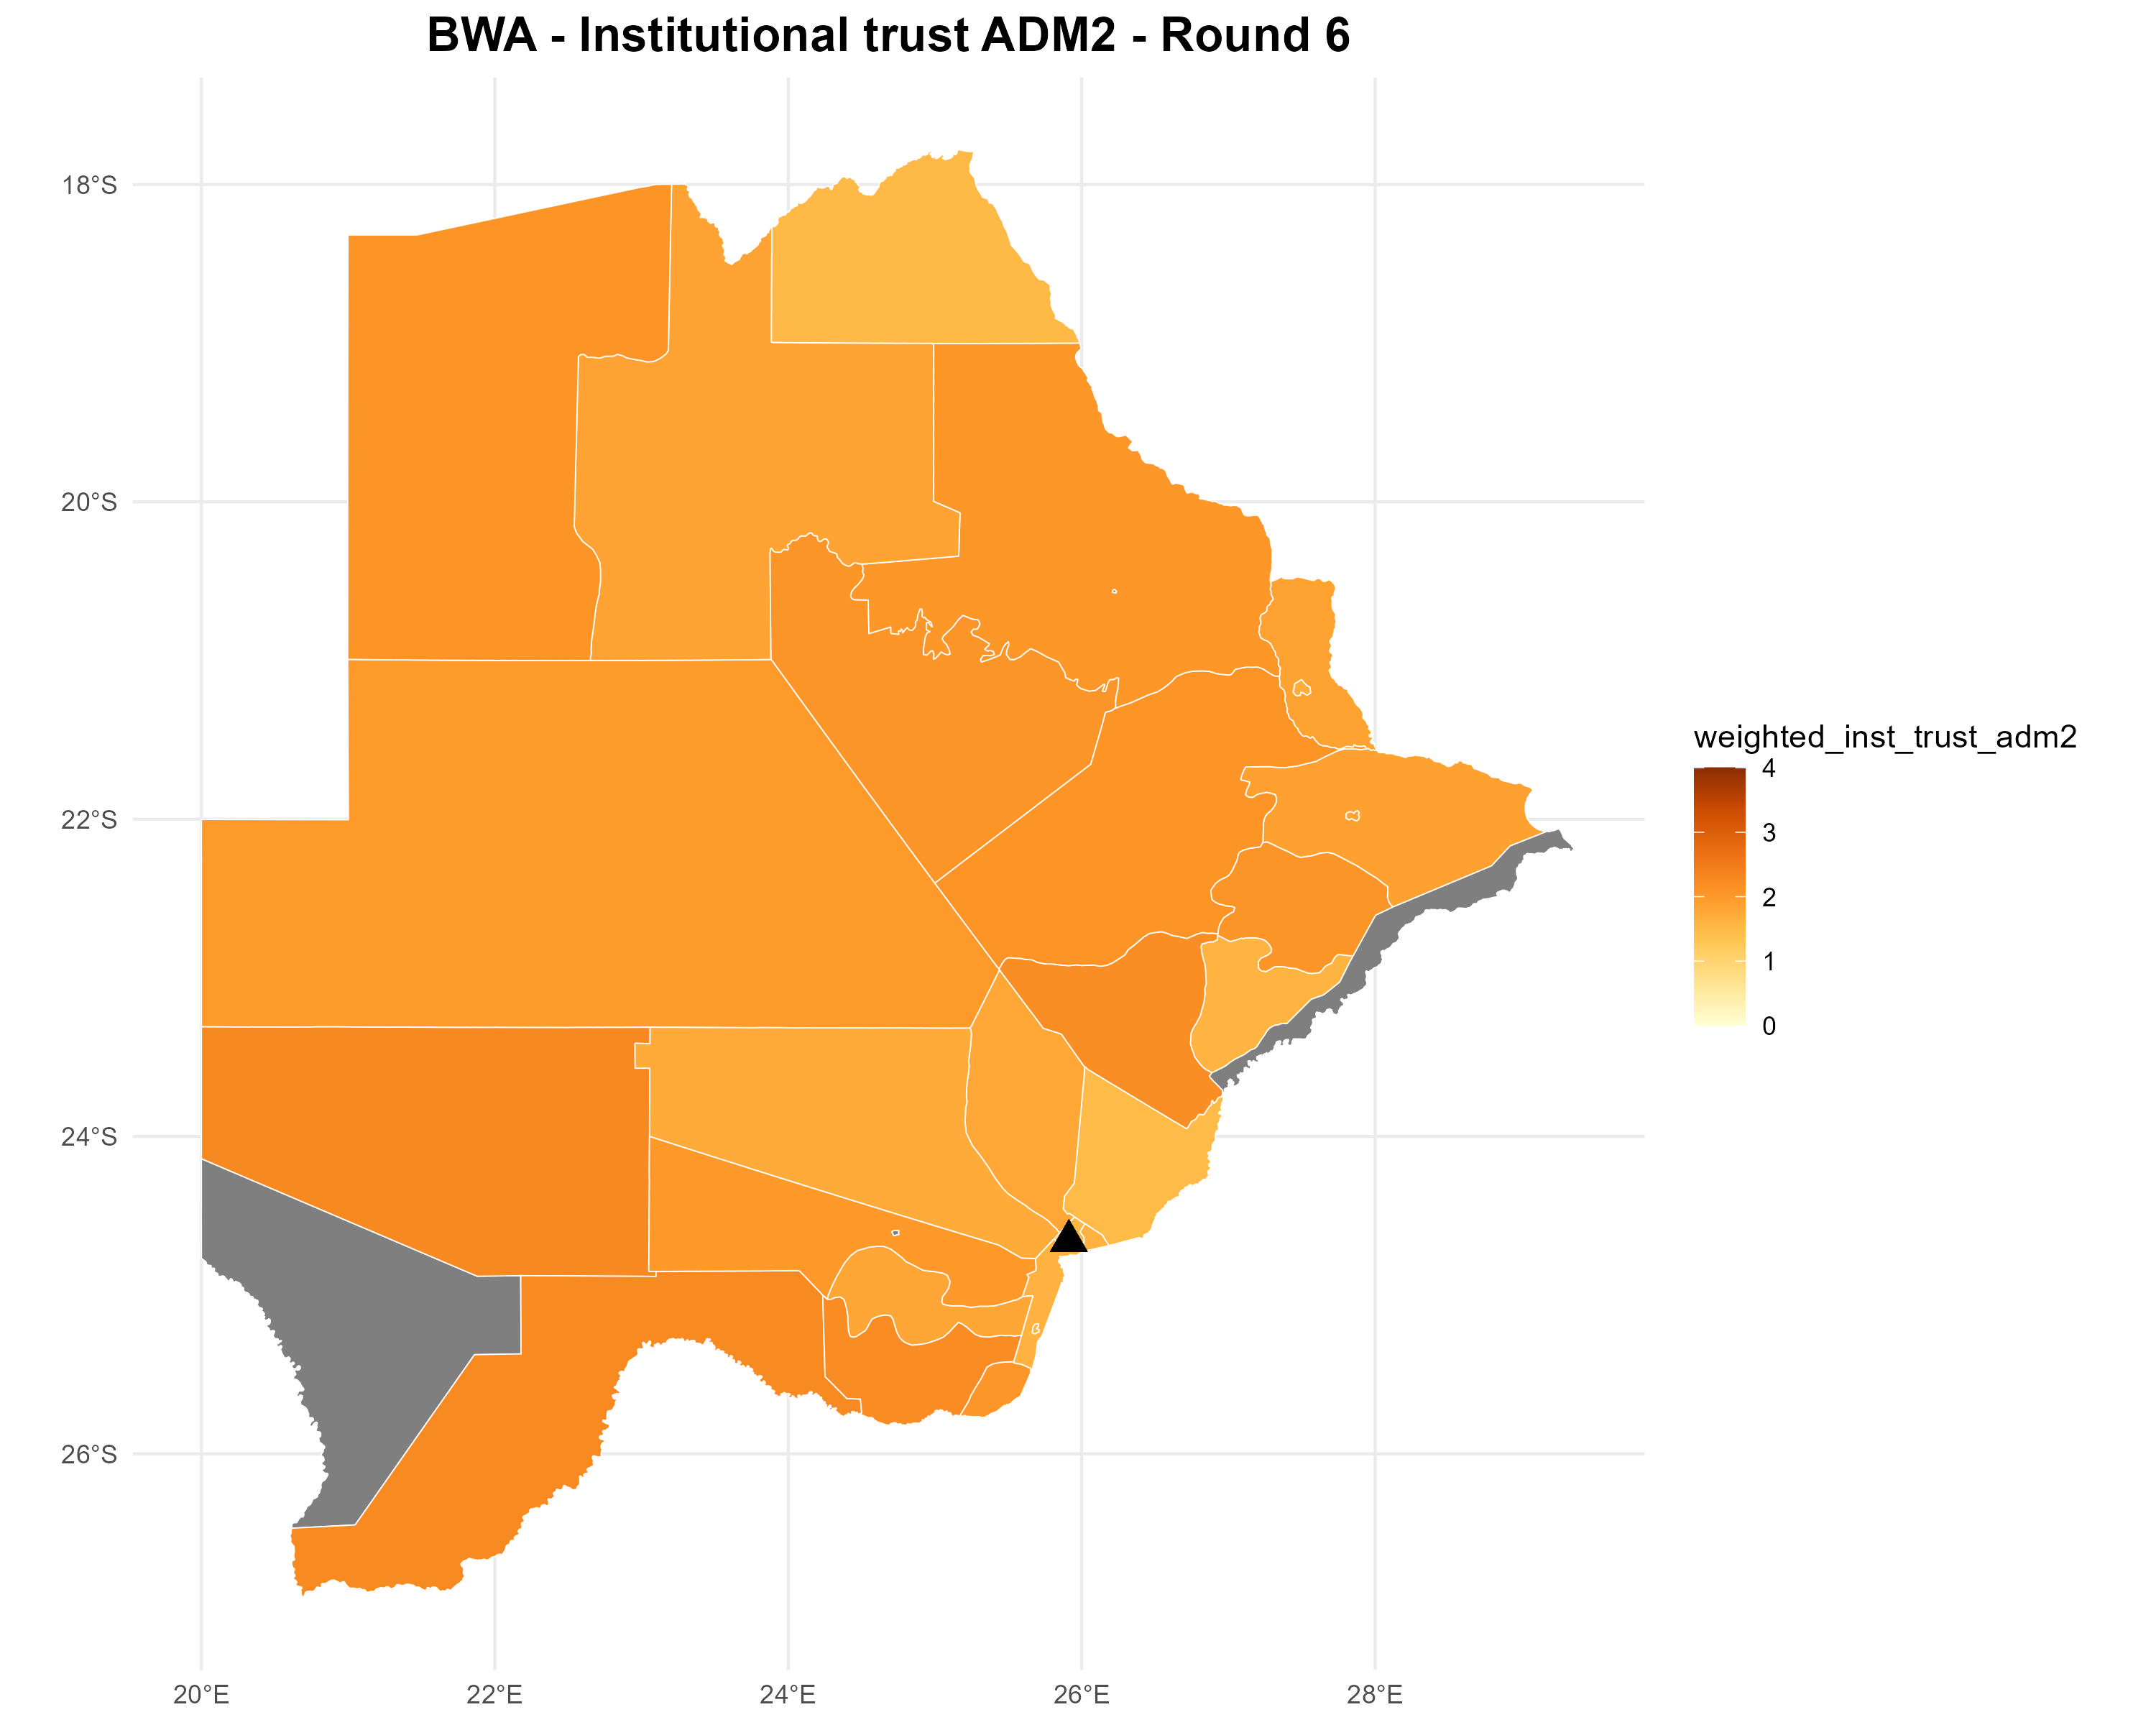 BWA - Institutional trust ADM2 - Round 6
18°S
20°S
22°S
24°S
26°S
20°E
22°E
24°E
26°E
28°E
weighted_inst_trust_adm2
4
3
2
1
0